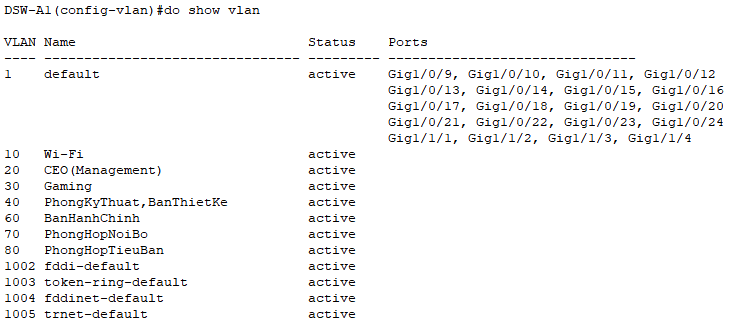 DSW-A1(config-vlan)#do show vlan
VLAN Name                             Status    Ports
---- -------------------------------- --------- -------------------------------
1    default                          active    Gig1/0/9, Gig1/0/10, Gig1/0/11, Gig1/0/12
                                                Gig1/0/13, Gig1/0/14, Gig1/0/15, Gig1/0/16
                                                Gig1/0/17, Gig1/0/18, Gig1/0/19, Gig1/0/20
                                                Gig1/0/21, Gig1/0/22, Gig1/0/23, Gig1/0/24
                                                Gig1/1/1, Gig1/1/2, Gig1/1/3, Gig1/1/4
10   Wi-Fi                            active
20   CEO(Management)                  active
30   Gaming                           active
40   PhongKyThuat,BanThietKe          active
60   BanHanhChinh                     active
70   PhongHopNoiBo                    active
80   PhongHopTieuBan                  active
1002 fddi-default                     active
1003 token-ring-default               active
1004 fddinet-default                  active
1005 trnet-default                    active